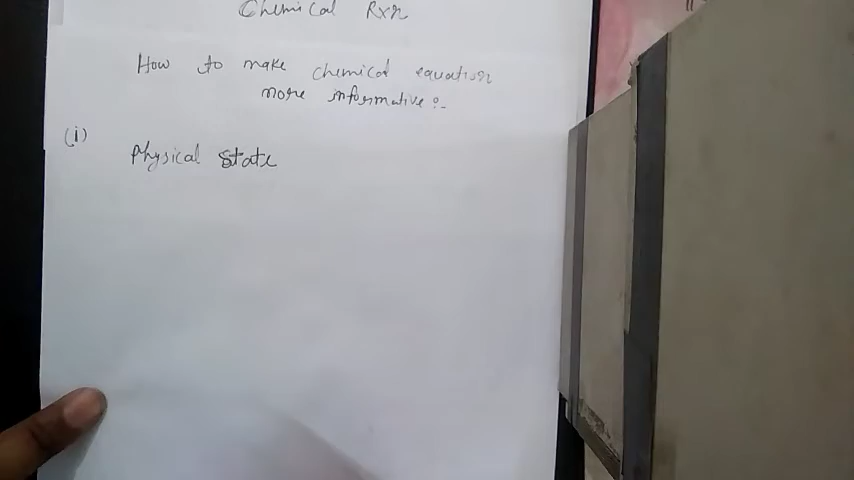 Chemical Rxn
How to make chemical equation
more informative :-
(i)
Physical State